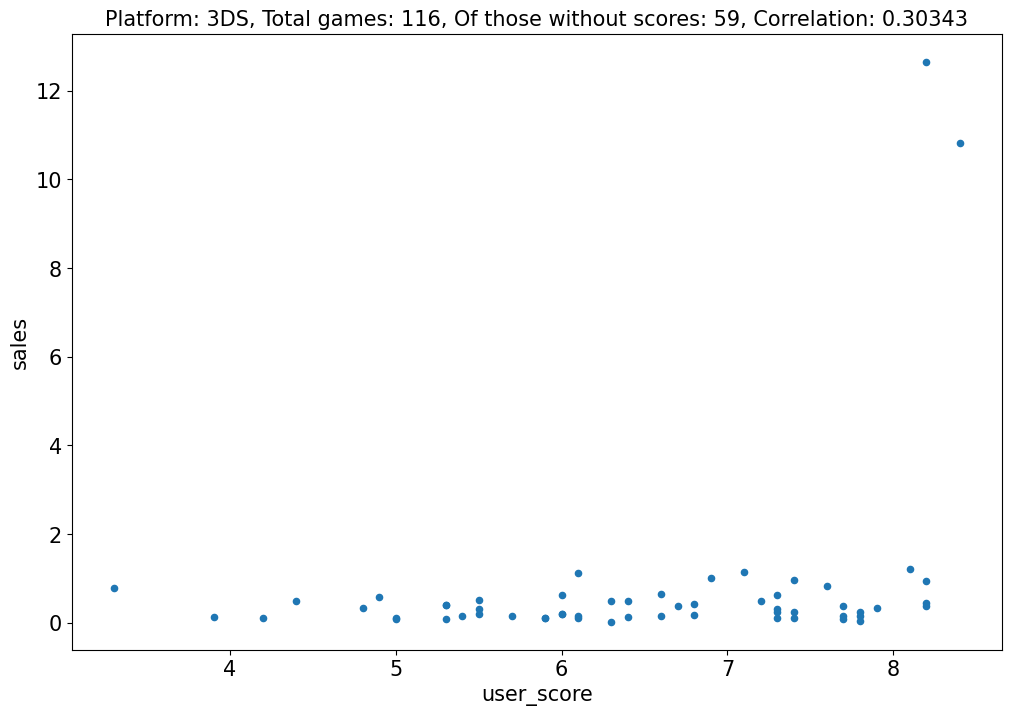 Platform: 3DS, Total games: 116, Of those without scores: 59, Correlation: 0.30343
12
10
8
6
4
2
0
sales
4 5 6 7 8
user_score